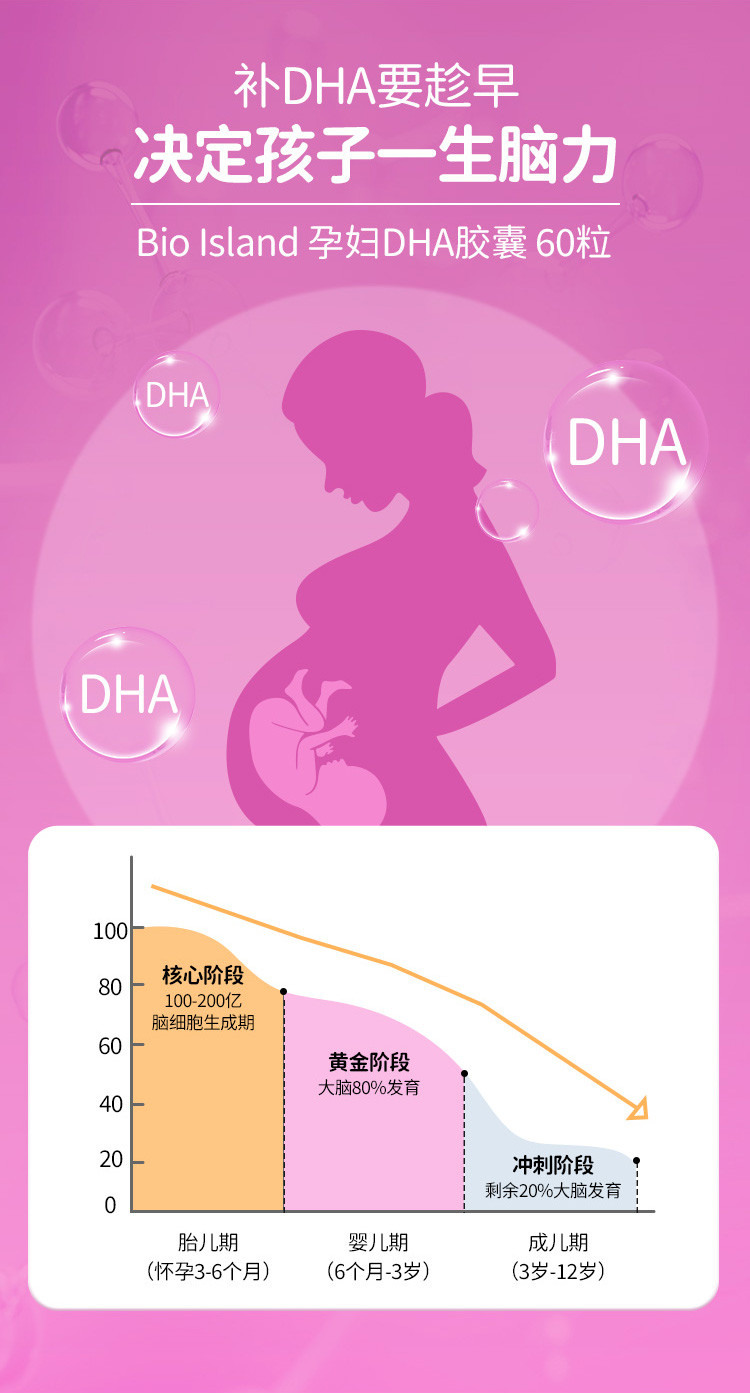 补DHA要趁早
决定孩子一生脑力
Bio Island 孕妇DHA胶囊 60粒
DHA
DHA
DHA
100
80
60
40
20
0
核心阶段
100-200亿
脑细胞生成期
黄金阶段
大脑80%发育
冲刺阶段
剩余20%大脑发育
胎儿期
（怀孕3-6个月）
婴儿期
（6个月-3岁）
成儿期
（3岁-12岁）